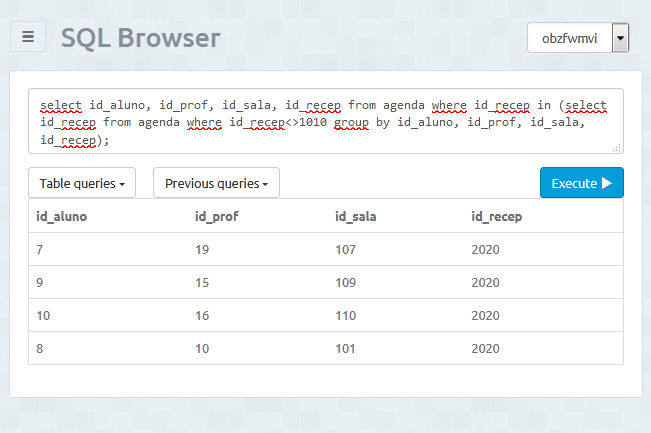 ☰ SQL Browser obzfwmvi
select id_aluno, id_prof, id_sala, id_recep from agenda where id_recep in (select
id_recep from agenda where id_recep<>1010 group by id_aluno, id_prof, id_sala,
id_recep);
Table queries Previous queries Execute
id_aluno id_prof id_sala id_recep
7 19 107 2020
9 15 109 2020
10 16 110 2020
8 10 101 2020